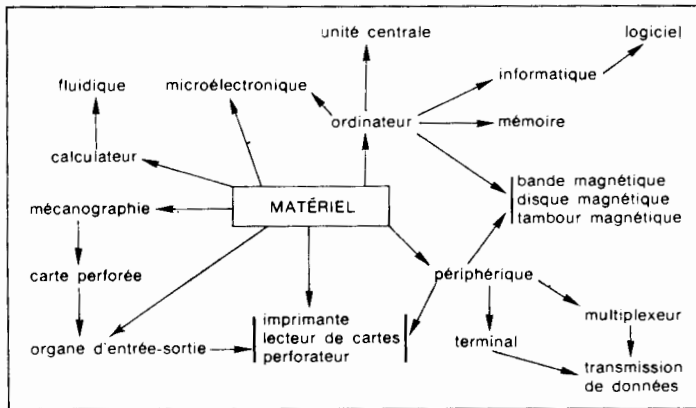 unité centrale
logiciel
fluidique
microélectronique
informatique
ordinateur
mémoire
calculateur
bande magnétique
disque magnétique
tambour magnétique
mécanographie
MATÉRIEL
carte perforée
périphérique
imprimante
lecteur de cartes
perforateur
organe d'entrée-sortie
terminal
multiplexeur
transmission
de données